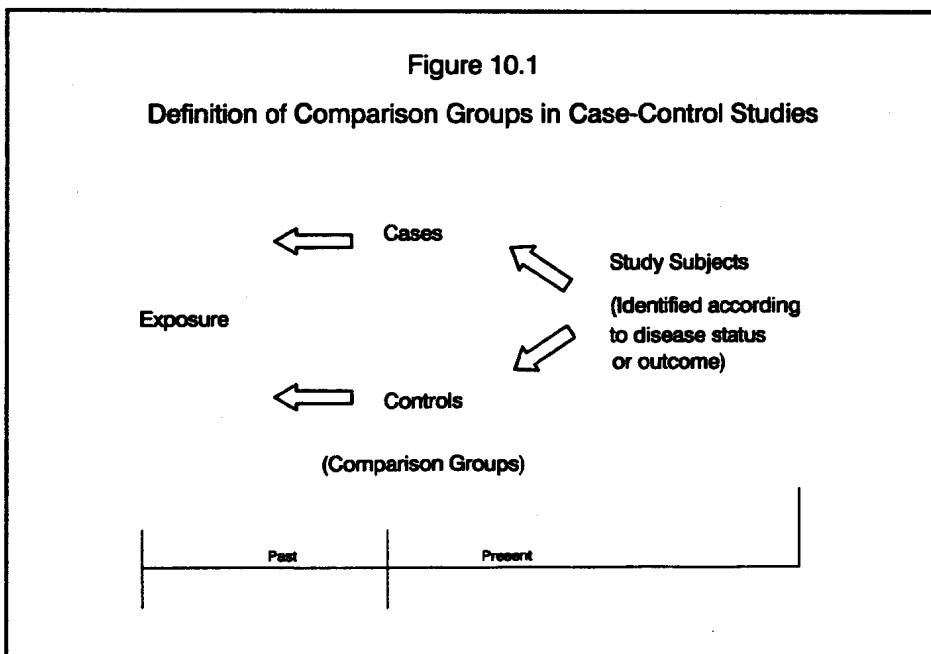 Figure 10.1
Definition of Comparison Groups in Case-Control Studies
Cases
Study Subjects
(Identified according
to disease status
or outcome)
Exposure
Controls
(Comparison Groups)
Past
Present